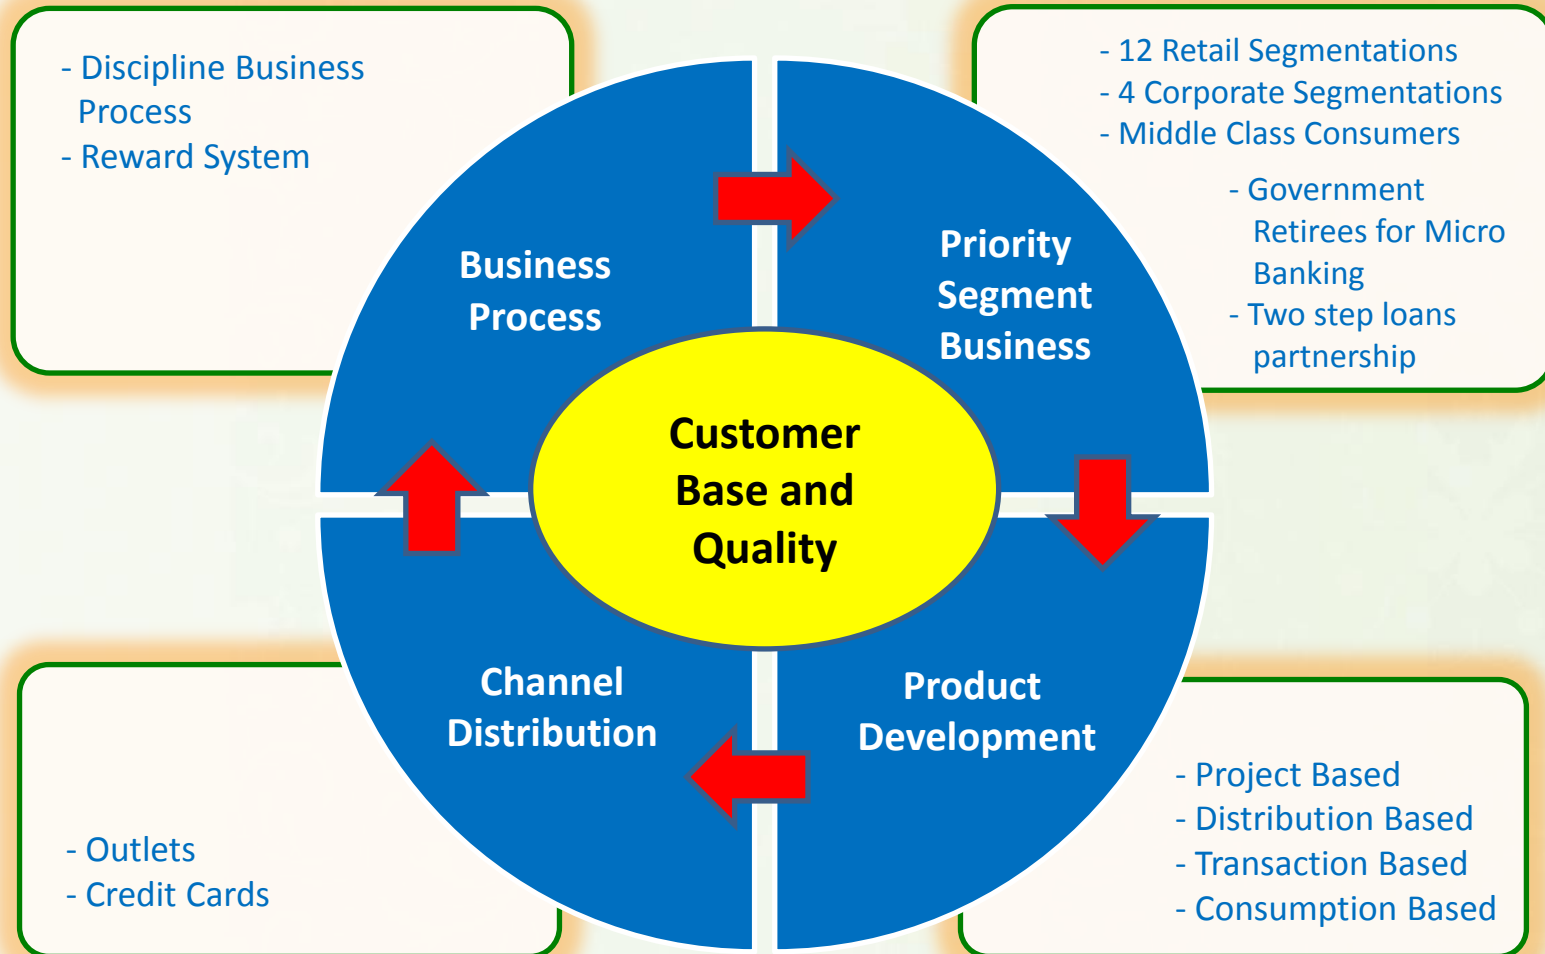 - Discipline Business
Process
- Reward System
- 12 Retail Segmentations
- 4 Corporate Segmentations
- Middle Class Consumers
- Government
Retirees for Micro
Banking
- Two step loans
partnership
Business
Process
Priority
Segment
Business
Customer
Base and
Quality
Channel
Distribution
Product
Development
- Outlets
- Credit Cards
- Project Based
- Distribution Based
- Transaction Based
- Consumption Based